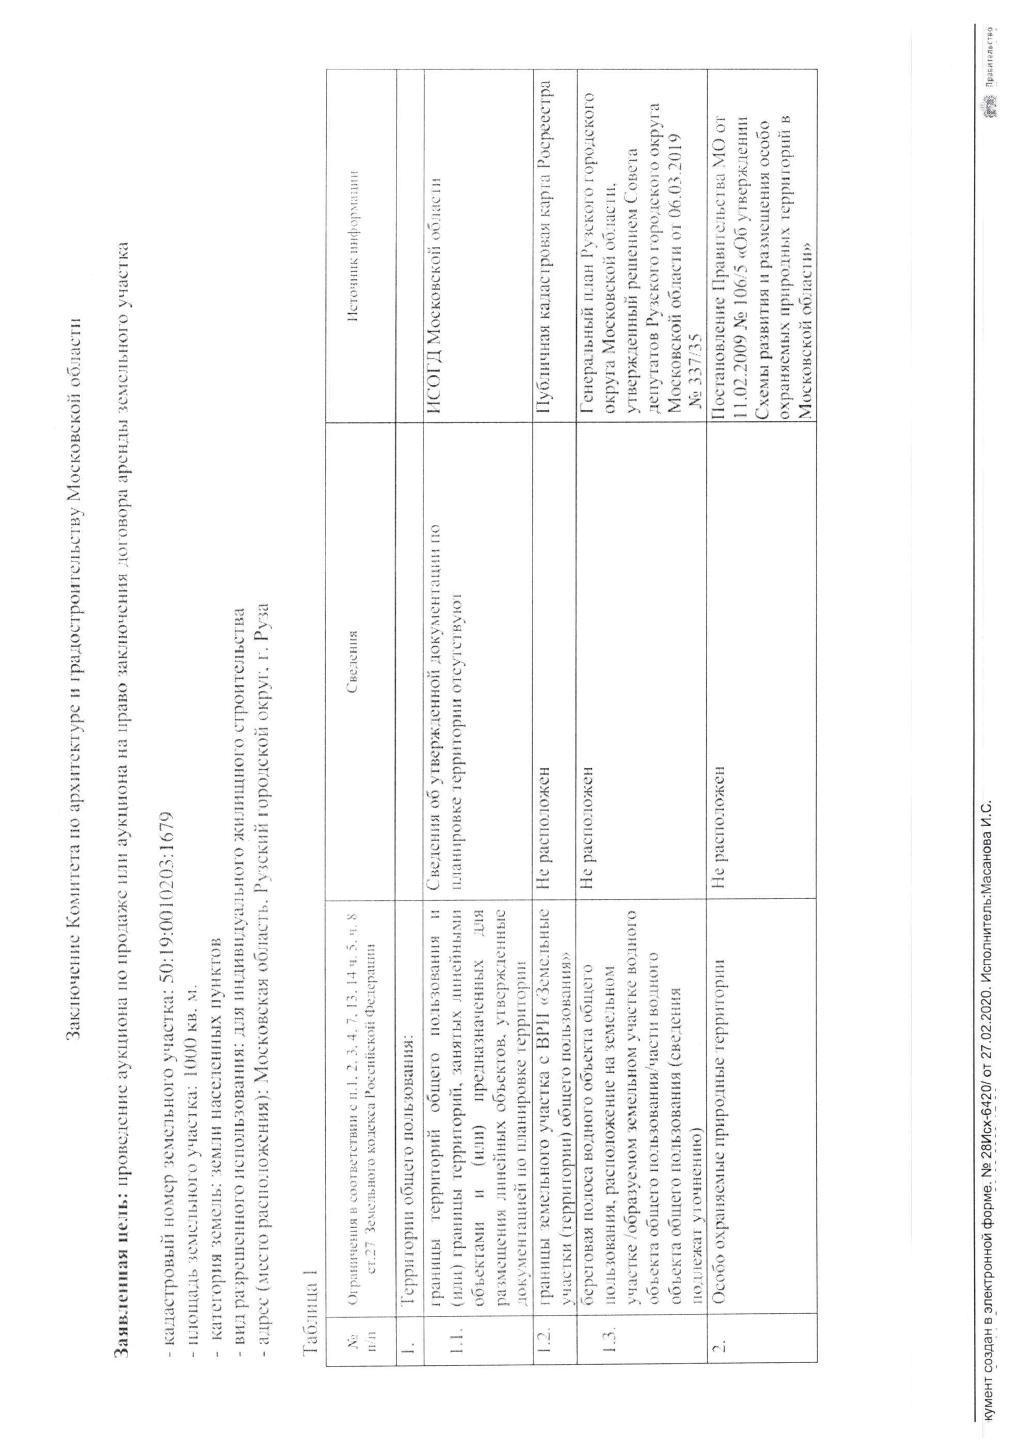 Заключение Комитета по архитектуре и градостроительству Московской области
Заявленная цель: проведение аукциона по продаже или аукциона на право заключения договора аренды земельного участка
- кадастровый номер земельного участка: 50:19:0010203:1679
- площадь земельного участка: 1000 кв. м.
- категория земель: земли населенных пунктов
- вид разрешенного использования: для индивидуального жилищного строительства
- адрес (место расположения): Московская область, Рузский городской округ, г. Руза
Таблица 1
№
п/п
Ограничения в соответствии с п.1, 2, 3, 4, 7, 13, 14 ч. 5, ч. 8
ст.27 Земельного кодекса Российской Федерации
Сведения
Источник информации
1.
Территории общего пользования:
1.1.
границы территорий общего пользования и
(или) границы территорий, занятых линейными
объектами и (или) предназначенных для
размещения линейных объектов, утвержденные
документацией по планировке территории
Сведения об утвержденной документации по
планировке территории отсутствуют
ИСОГД Московской области
1.2.
границы земельного участка с ВРИ «Земельные
участки (территории) общего пользования»
Не расположен
Публичная кадастровая карта Росреестра
1.3.
береговая полоса водного объекта общего
пользования, расположение на земельном
участке /образуемом земельном участке водного
объекта общего пользования/части водного
объекта общего пользования (сведения
подлежат уточнению)
Не расположен
Генеральный план Рузского городского
округа Московской области,
утвержденный решением Совета
депутатов Рузского городского округа
Московской области от 06.03.2019
№ 337/35
2.
Особо охраняемые природные территории
Не расположен
Постановление Правительства МО от
11.02.2009 № 106/5 «Об утверждении
Схемы развития и размещения особо
охраняемых природных территорий в
Московской области»
кумент создан в электронной форме. № 28Исх-6420/ от 27.02.2020. Исполнитель:Масанова И.С.
Правительство